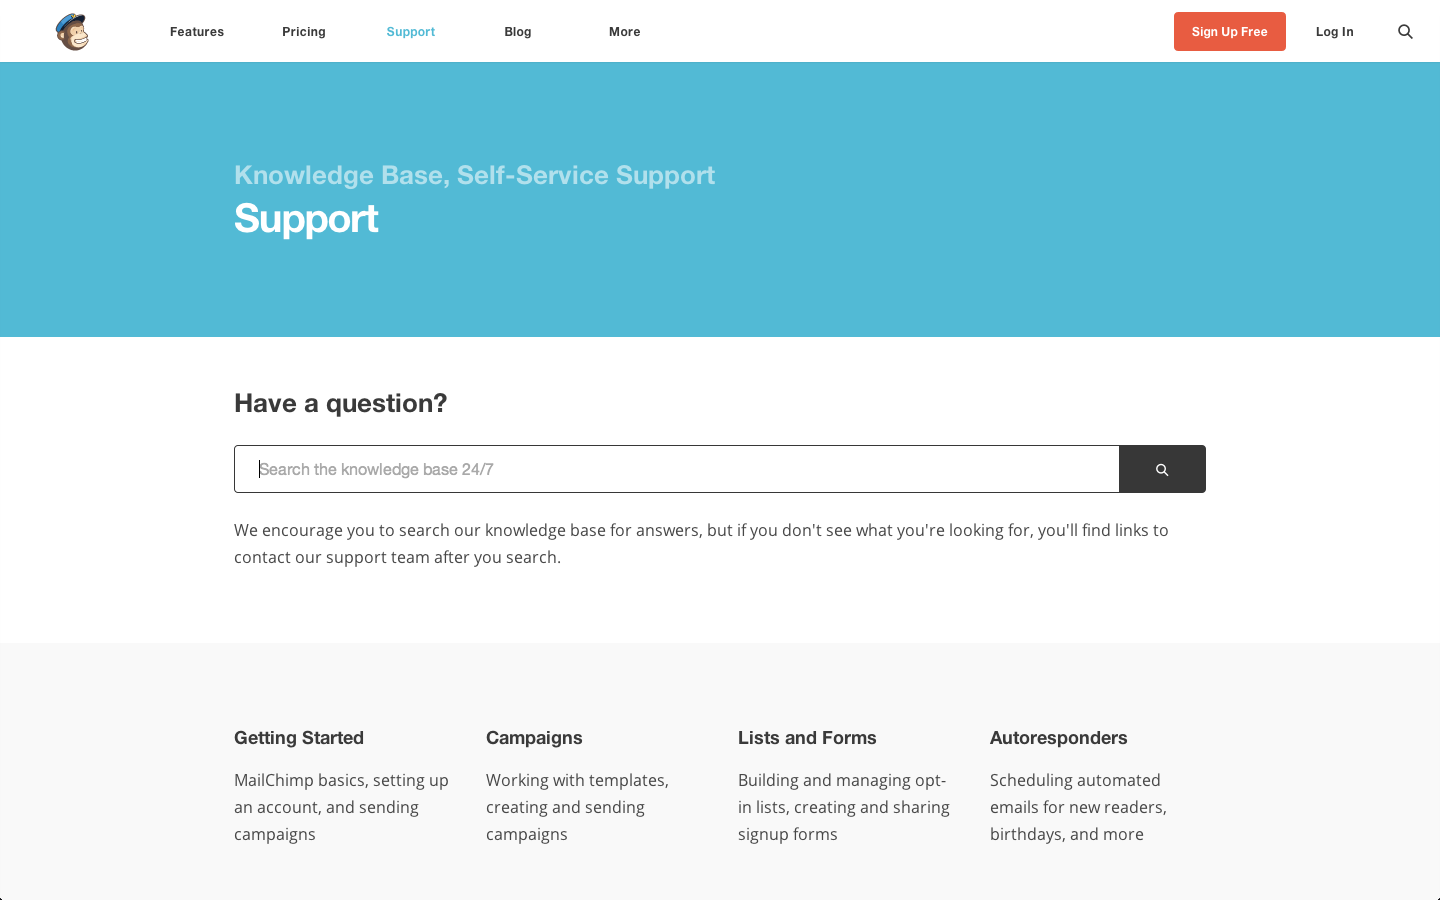 Features Pricing Support Blog More Sign Up Free Log In
Knowledge Base, Self-Service Support
Support
Have a question?
Search the knowledge base 24/7
We encourage you to search our knowledge base for answers, but if you don't see what you're looking for, you'll find links to
contact our support team after you search.
Getting Started
MailChimp basics, setting up
an account, and sending
campaigns
Campaigns
Working with templates,
creating and sending
campaigns
Lists and Forms
Building and managing opt-
in lists, creating and sharing
signup forms
Autoresponders
Scheduling automated
emails for new readers,
birthdays, and more